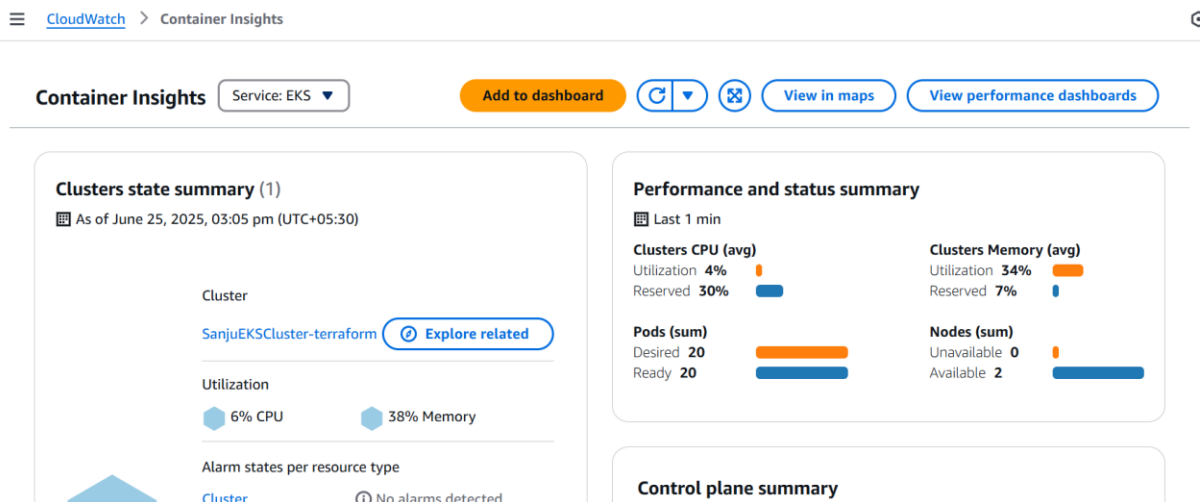 CloudWatch > Container Insights
Container Insights Service: EKS ▼ Add to dashboard ▼ View in maps View performance dashboards
Clusters state summary (1)
As of June 25, 2025, 03:05 pm (UTC+05:30)
Cluster
SanjuEKSCluster-terraform Explore related
Utilization
6% CPU 38% Memory
Alarm states per resource type
Cluster No alarms detected
Performance and status summary
Last 1 min
Clusters CPU (avg)
Utilization 4%
Reserved 30%
Clusters Memory (avg)
Utilization 34%
Reserved 7%
Pods (sum)
Desired 20
Ready 20
Nodes (sum)
Unavailable 0
Available 2
Control plane summary